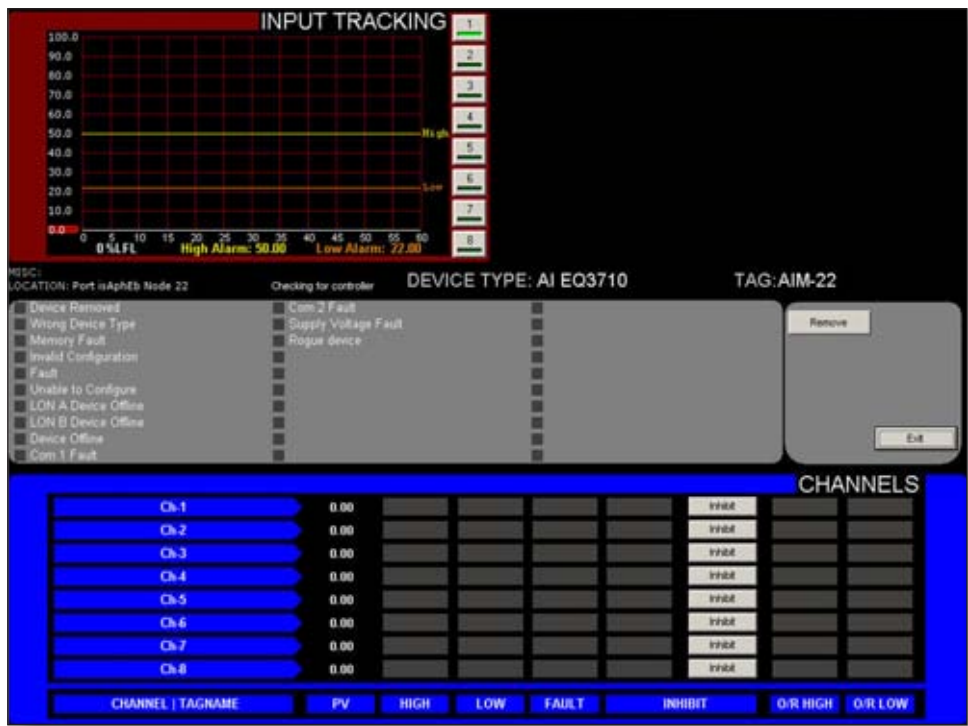 INPUT TRACKING
100.0
90.0
80.0
70.0
60.0
50.0
40.0
30.0
20.0
10.0
0.0
High
Low
0 5 10 15 20 25 30 35 40 45 50 55 60
0 %LFL High Alarm: 50.00 Low Alarm: 22.00
1
2
3
4
5
6
7
8
MISC:
LOCATION: Port isAphEb Node 22 Checking for controller DEVICE TYPE: AI EQ3710 TAG:AIM-22
Device Removed
Wrong Device Type
Memory Fault
Invalid Configuration
Fault
Unable to Configure
LON A Device Offline
LON B Device Offline
Device Offline
Com 1 Fault
Com 2 Fault
Supply Voltage Fault
Rogue device
Remove
Exit
CHANNELS
Ch-1 0.00 Inhibit
Ch-2 0.00 Inhibit
Ch-3 0.00 Inhibit
Ch-4 0.00 Inhibit
Ch-5 0.00 Inhibit
Ch-6 0.00 Inhibit
Ch-7 0.00 Inhibit
Ch-8 0.00 Inhibit
CHANNEL | TAGNAME PV HIGH LOW FAULT INHIBIT O/R HIGH O/R LOW